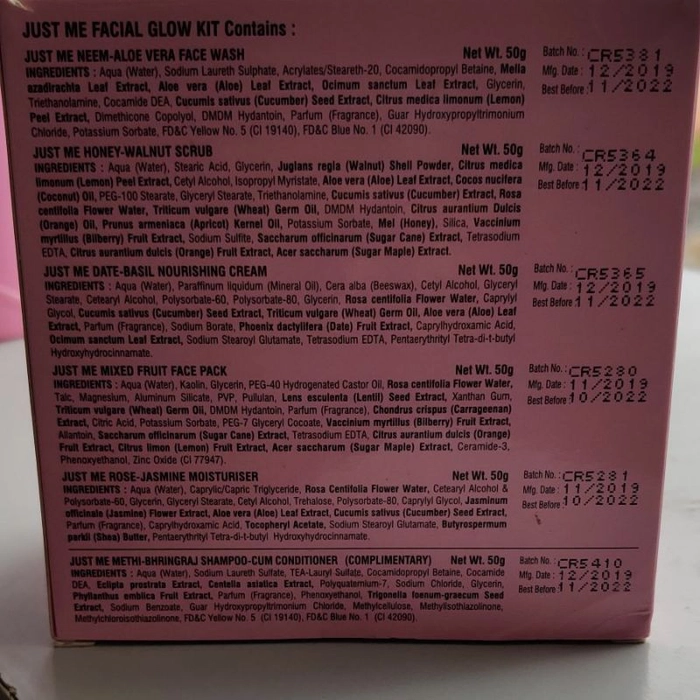 JUST ME FACIAL GLOW KIT Contains :
JUST ME NEEM-ALOE VERA FACE WASH Net Wt. 50g
INGREDIENTS : Aqua (Water), Sodium Laureth Sulphate, Acrylates/Steareth-20, Cocamidopropyl Betaine, Melia
azadirachta Leaf Extract, Aloe vera (Aloe) Leaf Extract, Ocimum sanctum Leaf Extract, Glycerin,
Triethanolamine, Cocamide DEA, Cucumis sativus (Cucumber) Seed Extract, Citrus medica limonum (Lemon)
Peel Extract, Dimethicone Copolyol, DMDM Hydantoin, Parfum (Fragrance), Guar Hydroxypropyltrimonium
Chloride, Potassium Sorbate, FD&C Yellow No. 5 (CI 19140), FD&C Blue No. 1 (CI 42090).
Batch No. : CR5381
Mfg. Date : 12/2019
Best Before : 11/2022
JUST ME HONEY-WALNUT SCRUB Net Wt. 50g
INGREDIENTS : Aqua (Water), Stearic Acid, Glycerin, Juglans regia (Walnut) Shell Powder, Citrus medica
limonum (Lemon) Peel Extract, Cetyl Alcohol, Isopropyl Myristate, Aloe vera (Aloe) Leaf Extract, Cocos nucifera
(Coconut) Oil, PEG-100 Stearate, Glyceryl Stearate, Triethanolamine, Cucumis sativus (Cucumber) Extract, Rosa
centifolia Flower Water, Triticum vulgare (Wheat) Germ Oil, DMDM Hydantoin, Citrus aurantium Dulcis
(Orange) Oil, Prunus armeniaca (Apricot) Kernel Oil, Potassium Sorbate, Mel (Honey), Silica, Vaccinium
myrtillus (Bilberry) Fruit Extract, Sodium Sulfite, Saccharum officinarum (Sugar Cane) Extract, Tetrasodium
EDTA, Citrus aurantium dulcis (Orange) Fruit Extract, Acer saccharum (Sugar Maple) Extract.
Batch No. : CR5364
Mfg. Date : 12/2019
Best Before : 11/2022
JUST ME DATE-BASIL NOURISHING CREAM Net Wt. 50g
INGREDIENTS : Aqua (Water), Paraffinum liquidum (Mineral Oil), Cera alba (Beeswax), Cetyl Alcohol, Glyceryl
Stearate, Cetearyl Alcohol, Polysorbate-60, Polysorbate-80, Glycerin, Rosa centifolia Flower Water, Caprylyl
Glycol, Cucumis sativus (Cucumber) Seed Extract, Triticum vulgare (Wheat) Germ Oil, Aloe vera (Aloe) Leaf
Extract, Parfum (Fragrance), Sodium Borate, Phoenix dactylifera (Date) Fruit Extract, Caprylhydroxamic Acid,
Ocimum sanctum Leaf Extract, Sodium Stearoyl Glutamate, Tetrasodium EDTA, Pentaerythrityl Tetra-di-t-butyl
Hydroxyhydrocinnamate.
Batch No. : CR5365
Mfg. Date : 12/2019
Best Before : 11/2022
JUST ME MIXED FRUIT FACE PACK Net Wt. 50g
INGREDIENTS : Aqua (Water), Kaolin, Glycerin, PEG-40 Hydrogenated Castor Oil, Rosa centifolia Flower Water,
Talc, Magnesium, Aluminum Silicate, PVP, Pullulan, Lens esculenta (Lentil) Seed Extract, Xanthan Gum,
Triticum vulgare (Wheat) Germ Oil, DMDM Hydantoin, Parfum (Fragrance), Chondrus crispus (Carrageenan)
Extract, Citric Acid, Potassium Sorbate, PEG-7 Glyceryl Cocoate, Vaccinium myrtillus (Bilberry) Fruit Extract,
Allantoin, Saccharum officinarum (Sugar Cane) Extract, Tetrasodium EDTA, Citrus aurantium dulcis (Orange)
Fruit Extract, Citrus limon (Lemon) Fruit Extract, Acer saccharum (Sugar Maple) Extract, Ceramide-3,
Phenoxyethanol, Zinc Oxide (CI 77947).
Batch No. : CR5280
Mfg. Date : 11/2019
Best Before : 10/2022
JUST ME ROSE-JASMINE MOISTURISER Net Wt. 50g
INGREDIENTS : Aqua (Water), Caprylic/Capric Triglyceride, Rosa Centifolia Flower Water, Cetearyl Alcohol &
Polysorbate-60, Glycerin, Glyceryl Stearate, Cetyl Alcohol, Trehalose, Polysorbate-80, Caprylyl Glycol, Jasminum
officinale (Jasmine) Flower Extract, Aloe vera (Aloe) Leaf Extract, Cucumis sativus (Cucumber) Seed Extract,
Parfum (Fragrance), Caprylhydroxamic Acid, Tocopheryl Acetate, Sodium Stearoyl Glutamate, Butyrospermum
parkii (Shea) Butter, Pentaerythrityl Tetra-di-t-butyl Hydroxyhydrocinnamate.
Batch No. : CR5281
Mfg. Date : 11/2019
Best Before : 10/2022
JUST ME METHI-BHRINGRAJ SHAMPOO-CUM CONDITIONER (COMPLIMENTARY) Net Wt. 50g
INGREDIENTS : Aqua (Water), Sodium Laureth Sulfate, TEA-Lauryl Sulfate, Cocamidopropyl Betaine, Cocamide
DEA, Eclipta prostrata Extract, Centella asiatica Extract, Polyquaternium-7, Sodium Chloride, Glycerin,
Phyllanthus emblica Fruit Extract, Parfum (Fragrance), Phenoxyethanol, Trigonella foenum-graecum Seed
Extract, Sodium Benzoate, Guar Hydroxypropyltrimonium Chloride, Methylcellulose, Methylisothiazolinone,
Methylchloroisothiazolinone, FD&C Yellow No. 5 (CI 19140), FD&C Blue No. 1 (CI 42090).
Batch No. : CR5410
Mfg. Date : 12/2019
Best Before : 11/2022